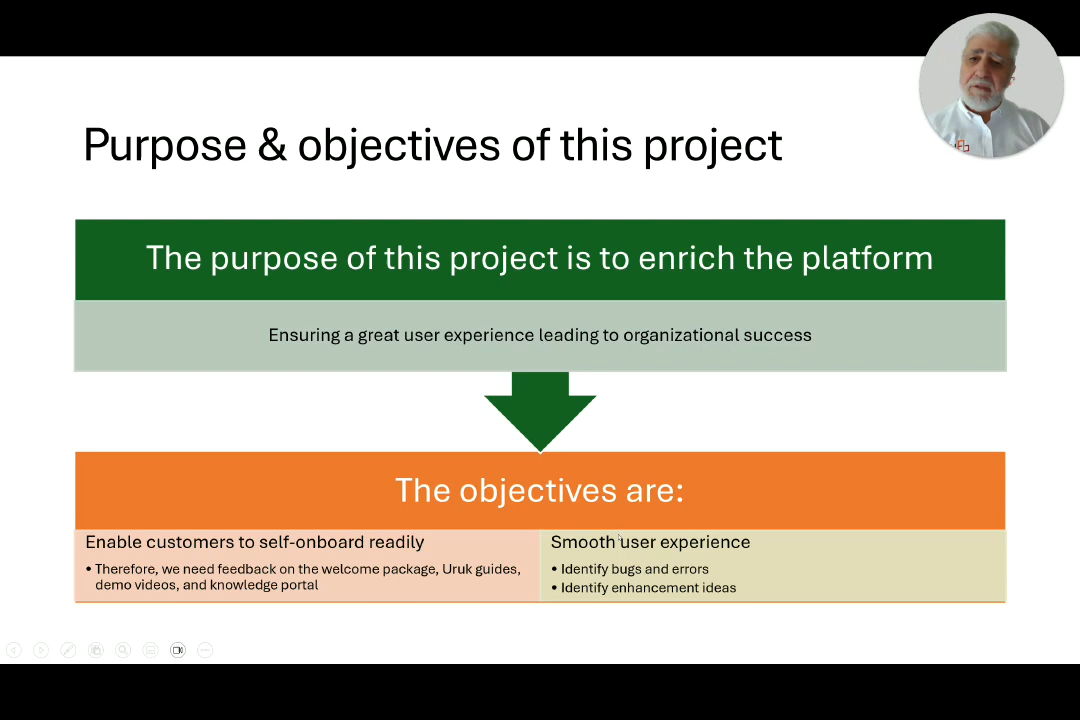 Purpose & objectives of this project
The purpose of this project is to enrich the platform
Ensuring a great user experience leading to organizational success
The objectives are:
Enable customers to self-onboard readily
• Therefore, we need feedback on the welcome package, Uruk guides,
demo videos, and knowledge portal
Smooth user experience
• Identify bugs and errors
• Identify enhancement ideas